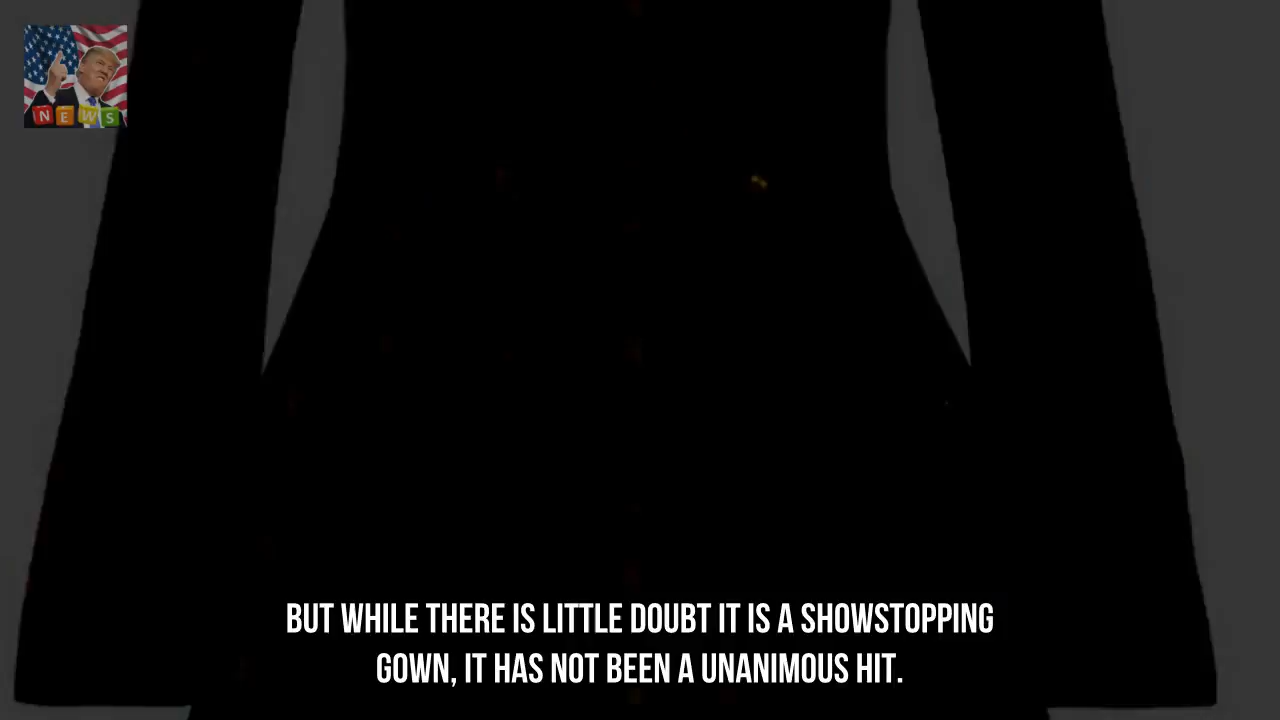 NEWS
BUT WHILE THERE IS LITTLE DOUBT IT IS A SHOWSTOPPING
GOWN, IT HAS NOT BEEN A UNANIMOUS HIT.